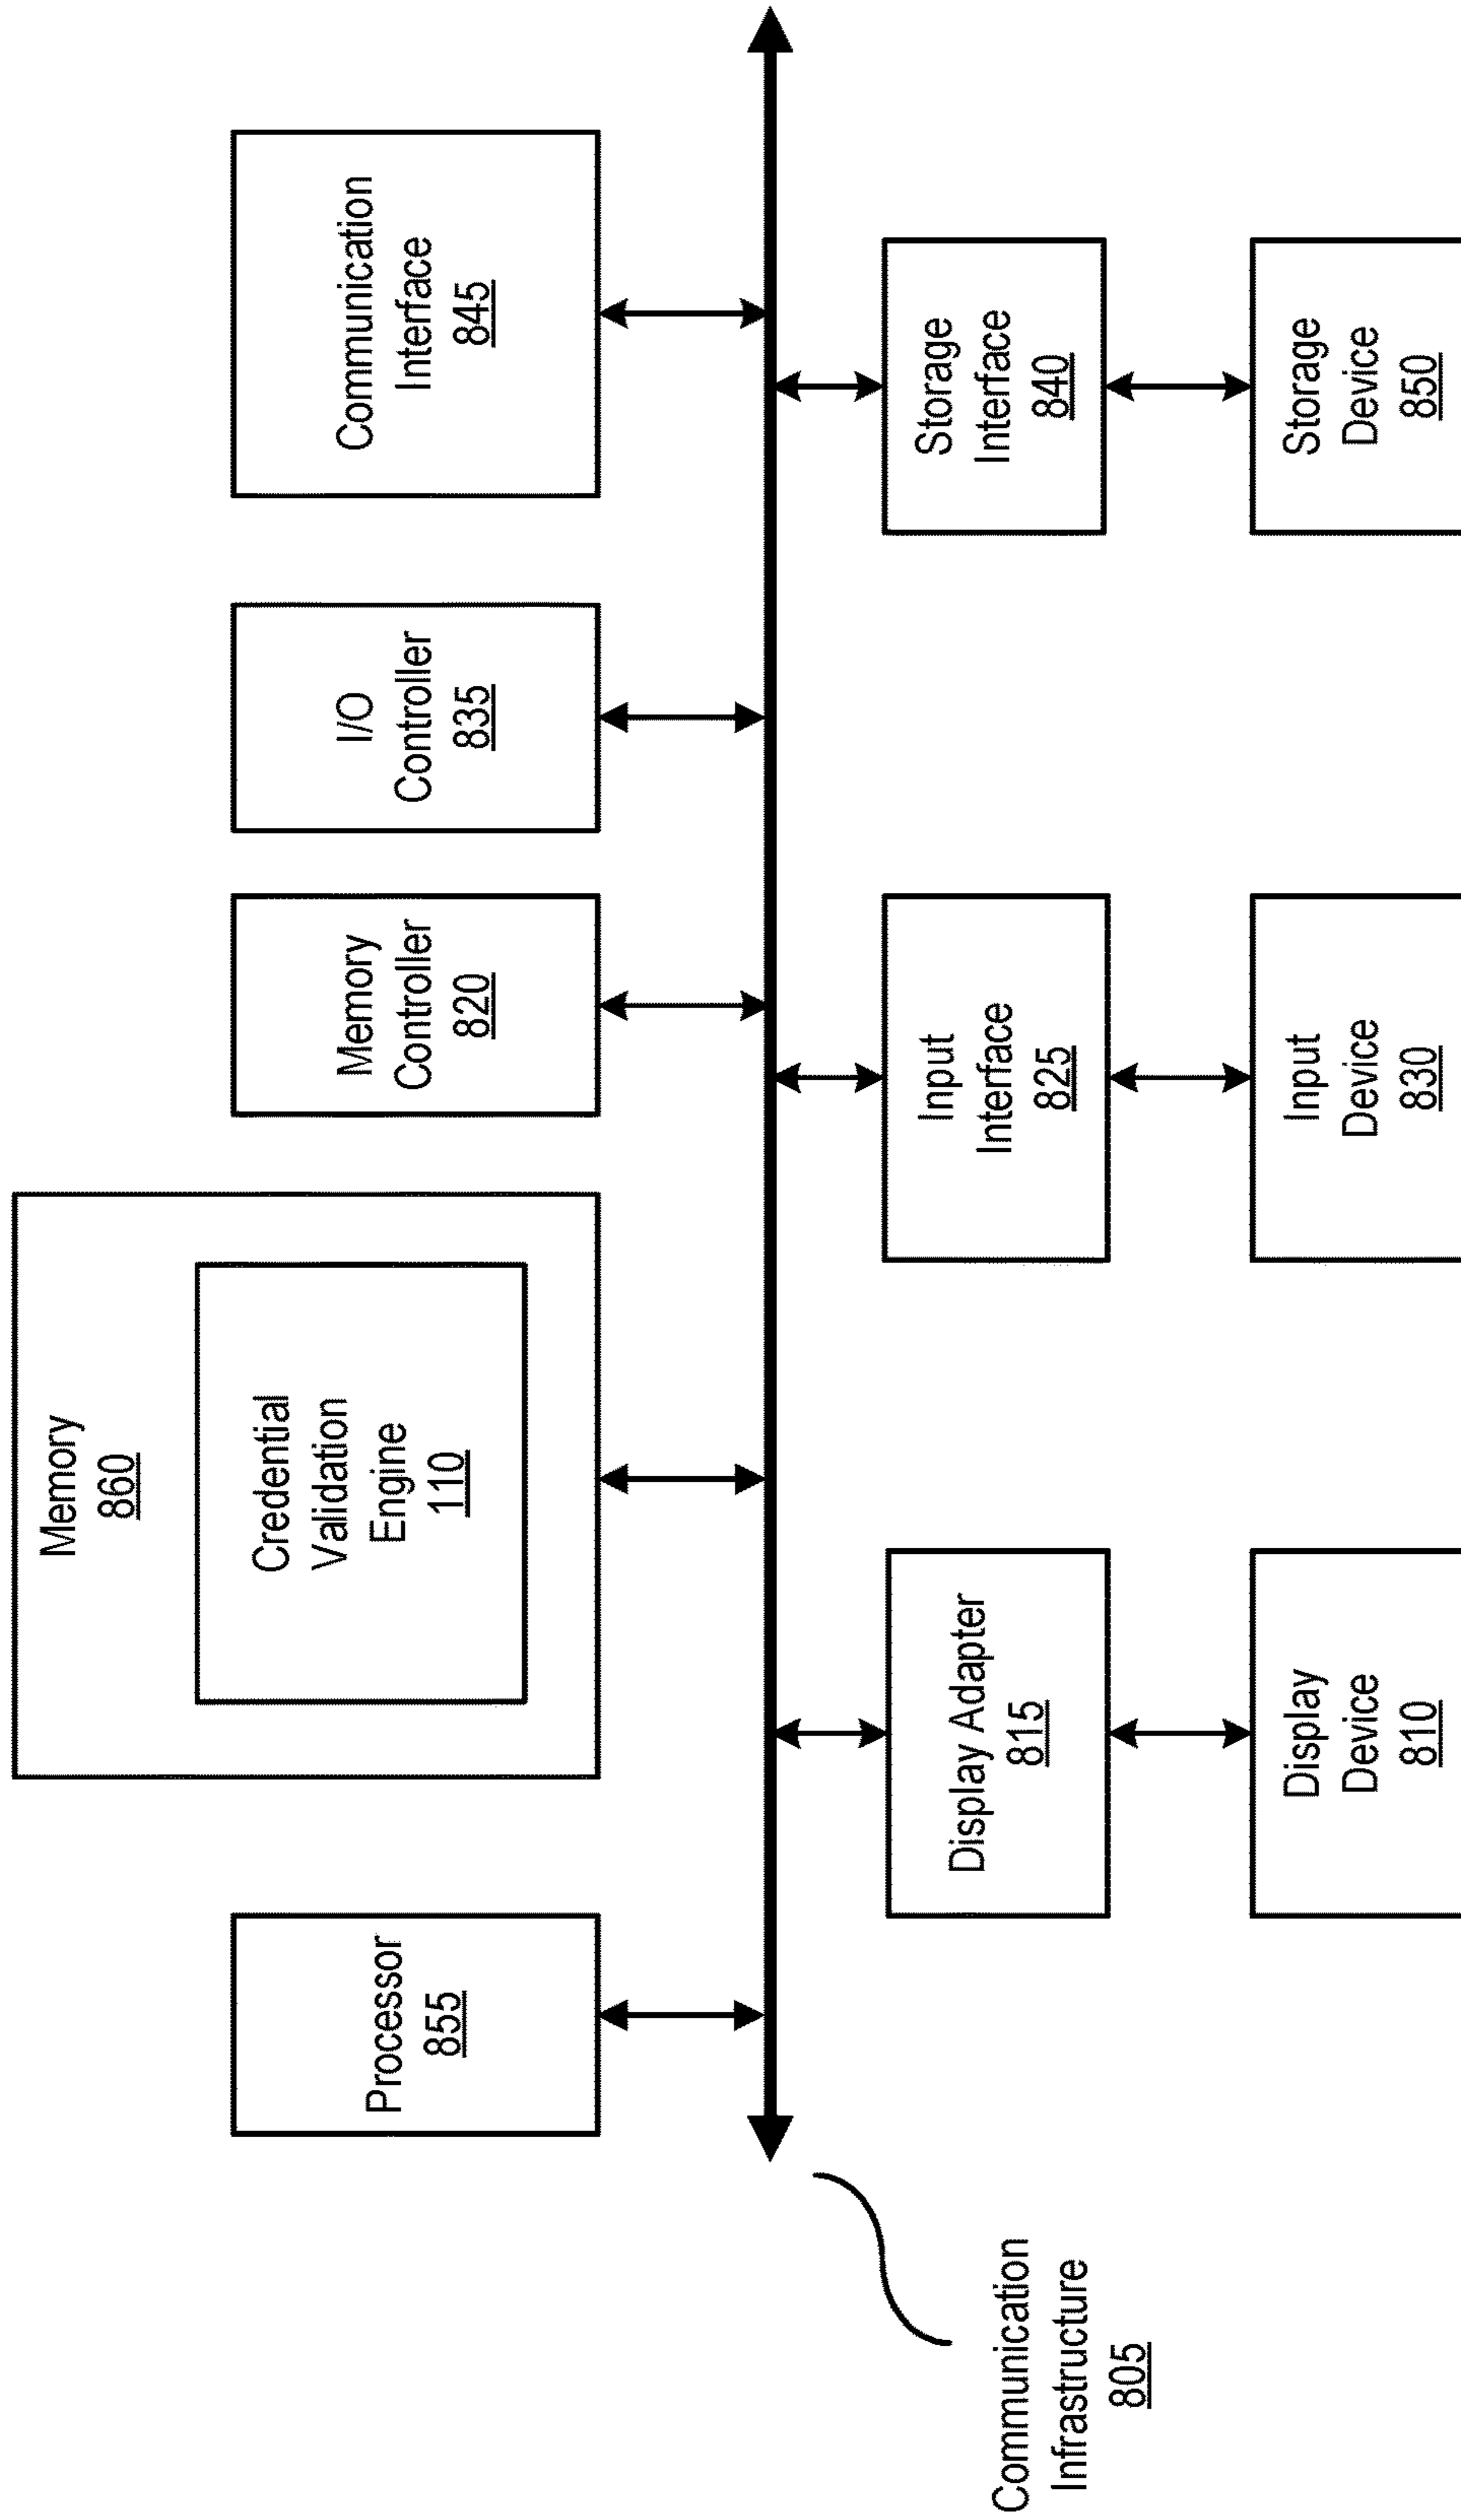 Processor
855
Memory
860
Credential
Validation
Engine
110
Memory
Controller
820
I/O
Controller
835
Communication
Interface
845
Communication
Infrastructure
805
Display Adapter
815
Input
Interface
825
Storage
Interface
840
Display
Device
810
Input
Device
830
Storage
Device
850